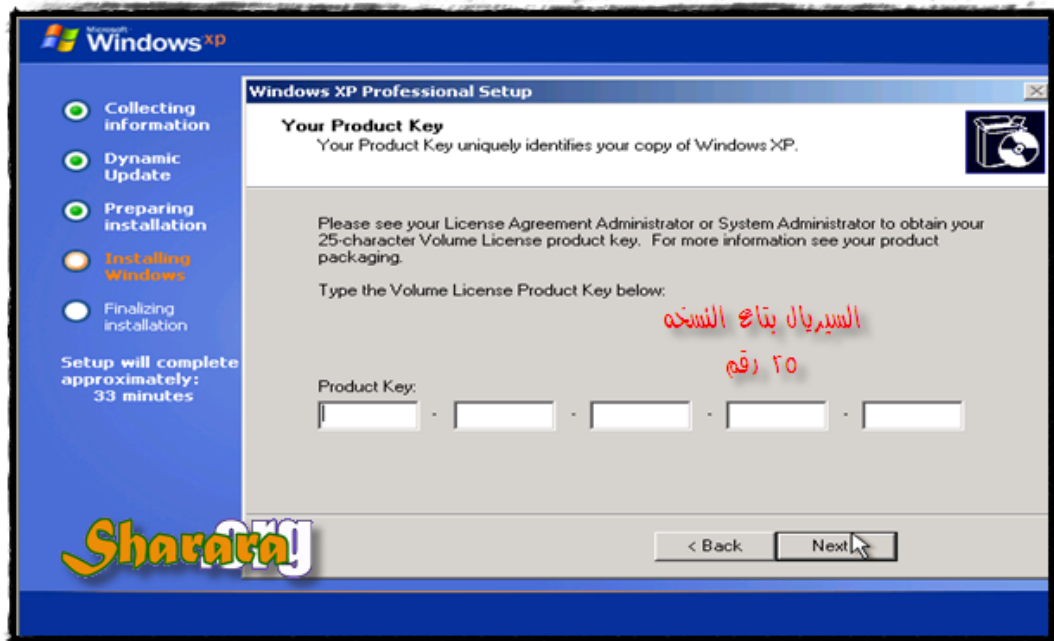 Microsoft
Windows xp
Collecting
information
Dynamic
Update
Preparing
installation
Installing
Windows
Finalizing
installation
Setup will complete
approximately:
33 minutes
Windows XP Professional Setup
Your Product Key
Your Product Key uniquely identifies your copy of Windows XP.
Please see your License Agreement Administrator or System Administrator to obtain your
25-character Volume License product key. For more information see your product
packaging.
Type the Volume License Product Key below:
السيريال بتاع النسخه
٢٥ رقم
Product Key:
- - - -
< Back Next
Sharara.org